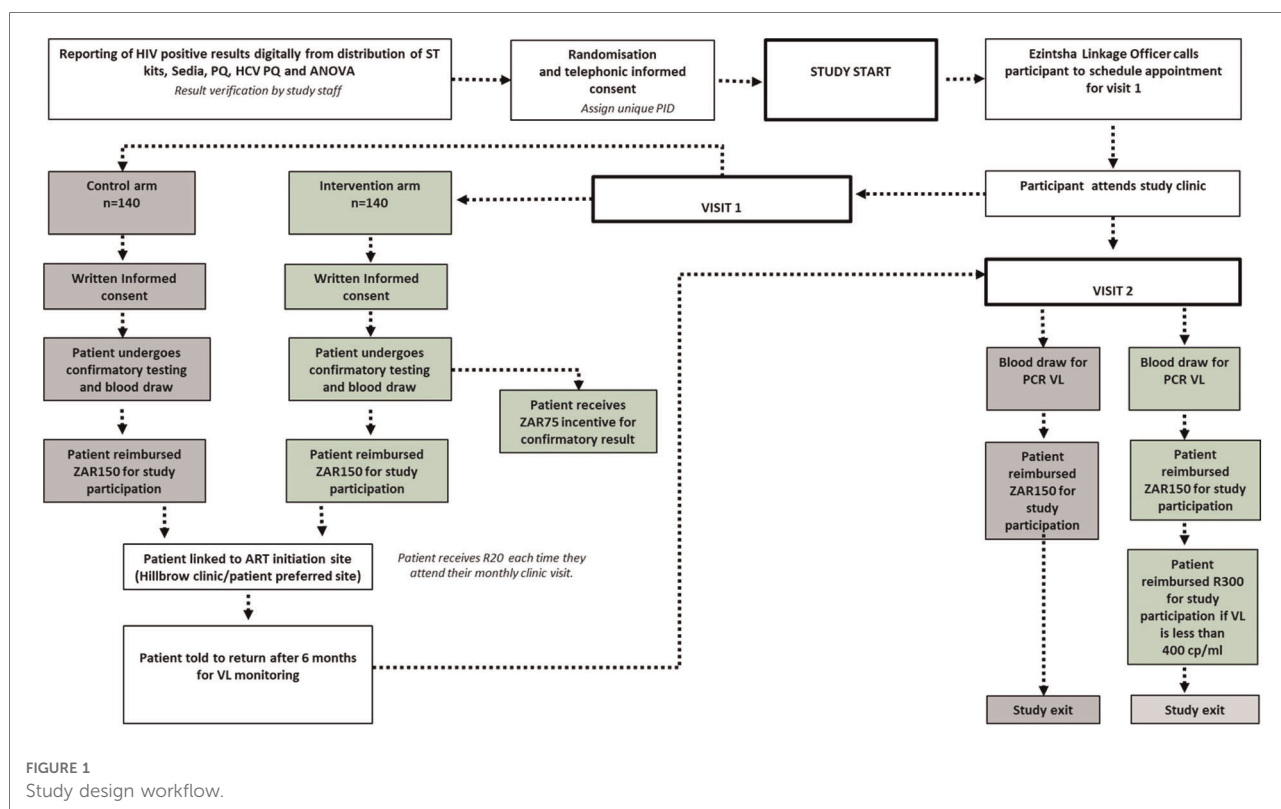 Reporting of HIV positive results digitally from distribution of ST
kits, Sedia, PQ, HCV PQ and ANOVA
Result verification by study staff
Randomisation
and telephonic informed
consent
Assign unique PID
STUDY START
Ezintsha Linkage Officer calls
participant to schedule appointment
for visit 1
Participant attends study clinic
VISIT 1
Control arm
n=140
Intervention arm
n=140
Written Informed
consent
Written Informed
consent
Patient undergoes
confirmatory testing
and blood draw
Patient undergoes
confirmatory testing
and blood draw
Patient receives
ZAR75 incentive for
confirmatory result
Patient reimbursed
ZAR150 for study
participation
Patient reimbursed
ZAR150 for study
participation
Patient linked to ART initiation site
(Hillbrow clinic/patient preferred site)
Patient receives R20 each time they
attend their monthly clinic visit.
Patient told to return after 6 months
for VL monitoring
VISIT 2
Blood draw for
PCR VL
Blood draw for
PCR VL
Patient
reimbursed
ZAR150 for
study
participation
Patient
reimbursed
ZAR150 for study
participation
Patient
reimbursed R300
for study
participation if VL
is less than
400 cp/ml
Study exit
Study exit
FIGURE 1
Study design workflow.